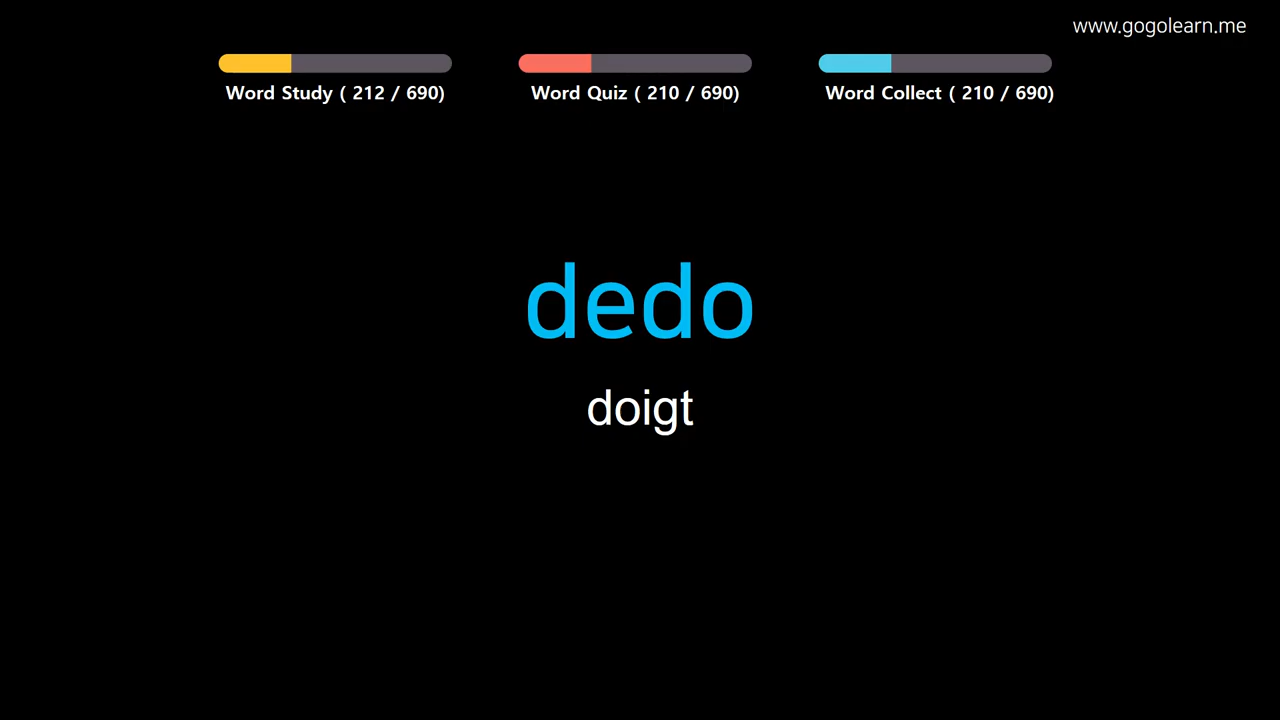 www.gogolearn.me
Word Study ( 212 / 690)
Word Quiz ( 210 / 690)
Word Collect ( 210 / 690)
dedo
doigt